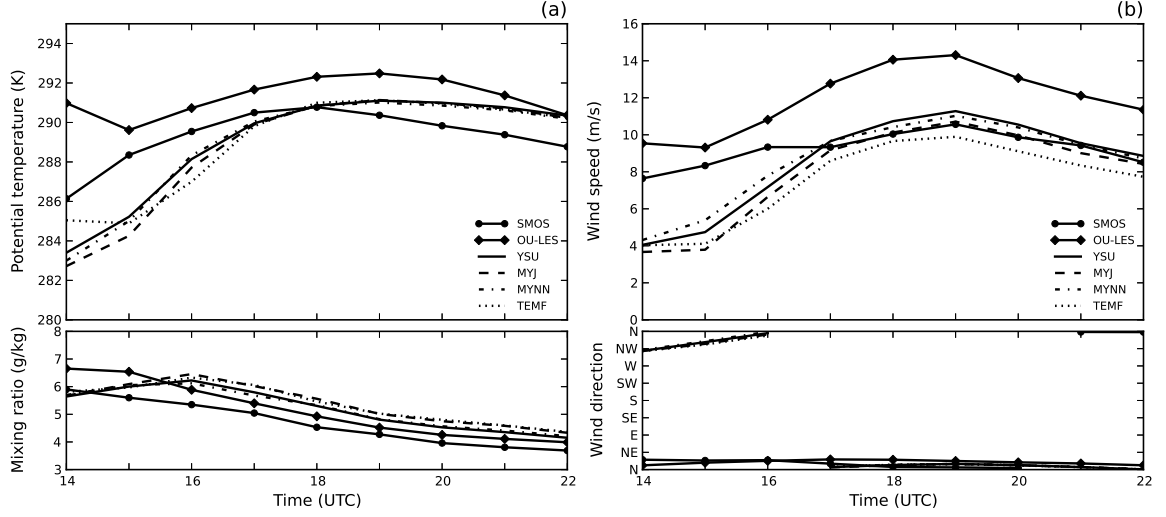 (a)
294
292
290
288
286
284
282
280
Potential temperature (K)
SMOS
OU-LES
YSU
MYJ
MYNN
TEMF
8
7
6
5
4
3
Mixing ratio (g/kg)
14
16
18
20
22
Time (UTC)
(b)
16
14
12
10
8
6
4
2
0
Wind speed (m/s)
SMOS
OU-LES
YSU
MYJ
MYNN
TEMF
N
NW
W
SW
S
SE
E
NE
N
Wind direction
14
16
18
20
22
Time (UTC)